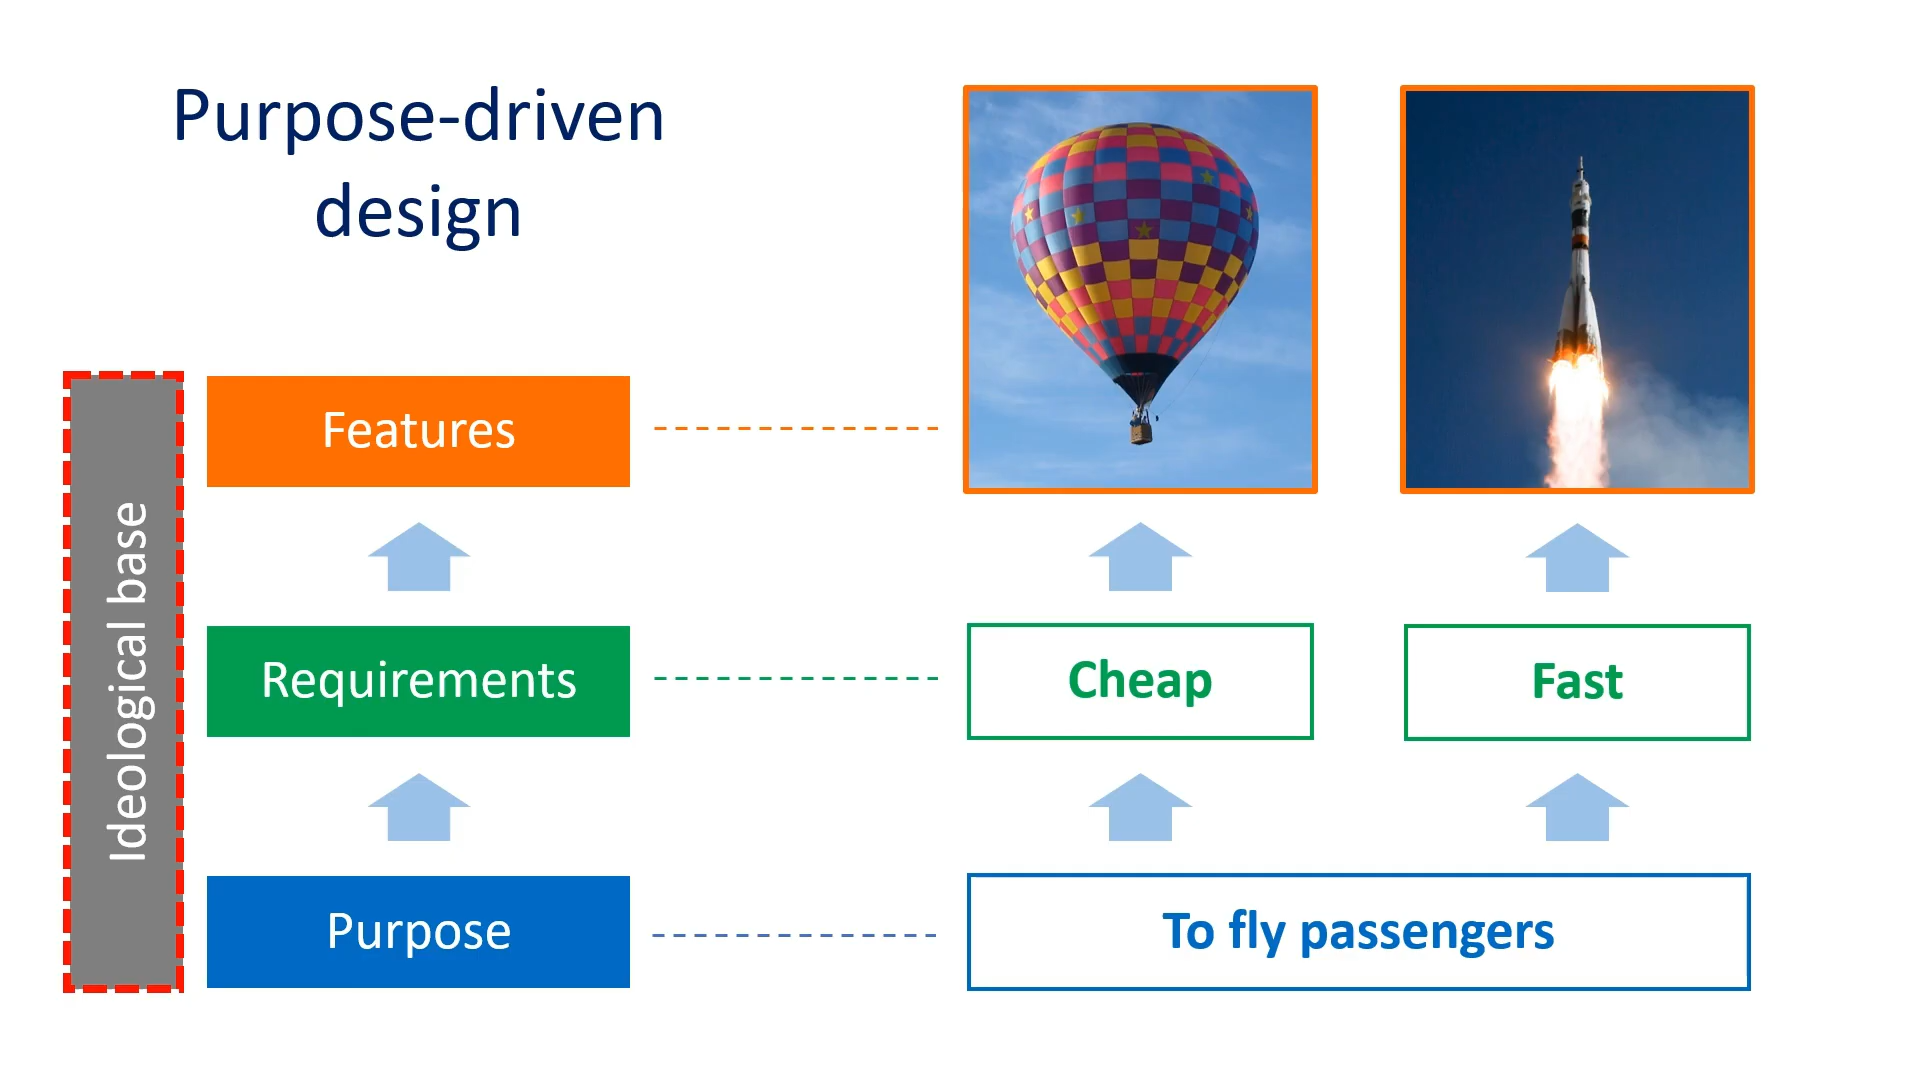 Purpose-driven
design
Ideological base
Features
Requirements
Cheap
Fast
Purpose
To fly passengers